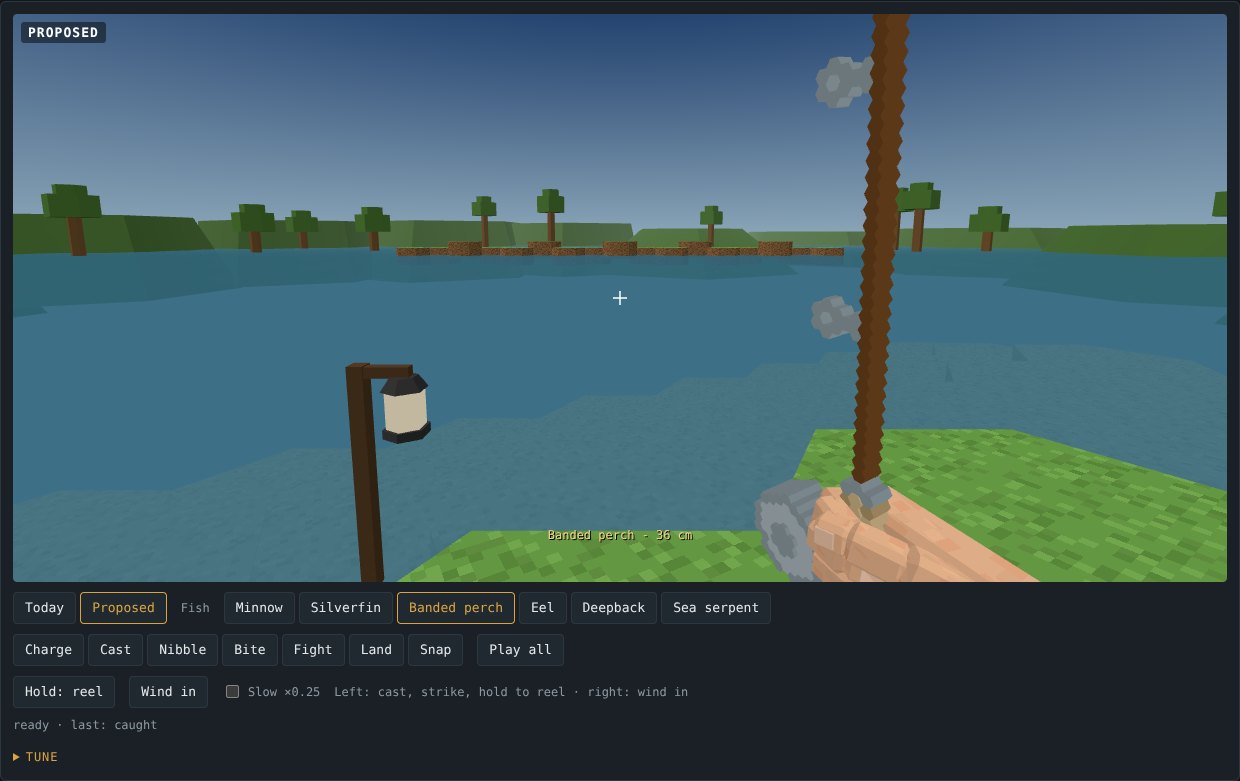 PROPOSED
Banded perch - 36 cm
Today Proposed Fish Minnow Silverfin Banded perch Eel Deepback Sea serpent
Charge Cast Nibble Bite Fight Land Snap Play all
Hold: reel Wind in Slow ×0.25 Left: cast, strike, hold to reel · right: wind in
ready · last: caught
TUNE